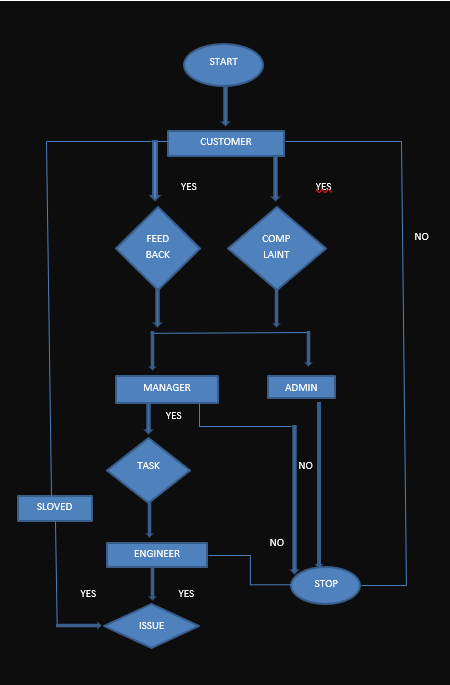 START
CUSTOMER
YES
YES
NO
FEED
BACK
COMP
LAINT
MANAGER
ADMIN
YES
TASK
NO
SLOVED
NO
ENGINEER
STOP
YES
YES
ISSUE